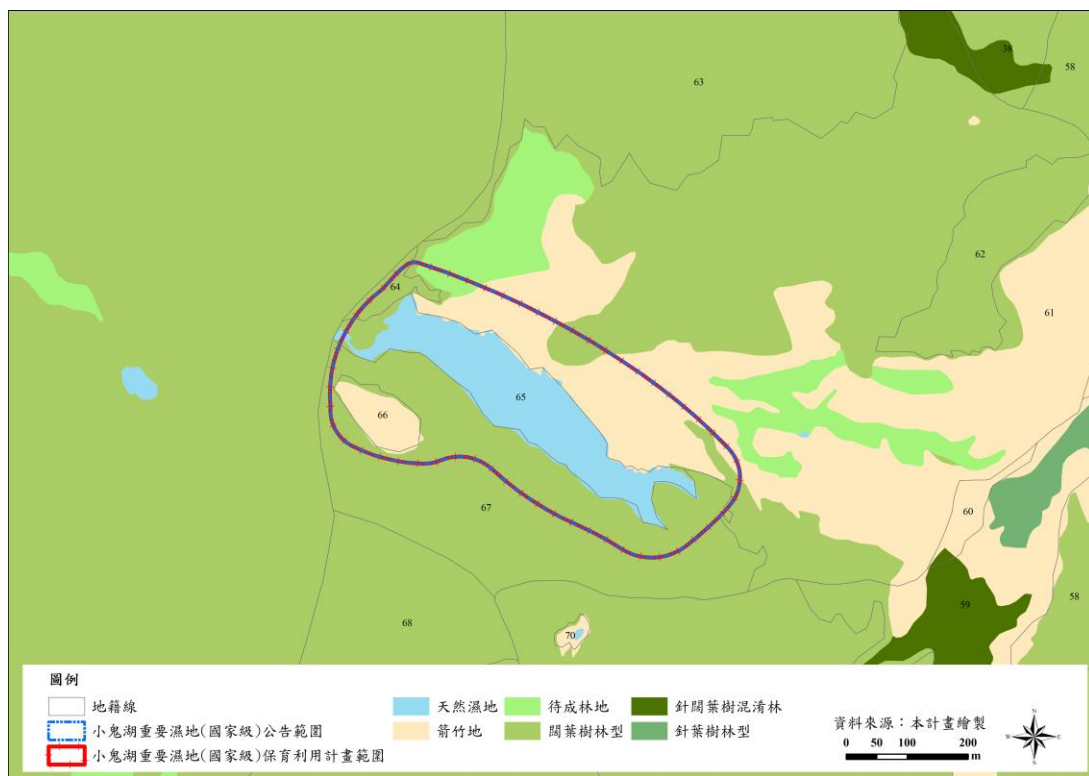 38
58
63
62
64
61
65
66
67
60
59
58
68
70
圖例
地籍線
小鬼湖重要濕地(國家級)公告範圍
小鬼湖重要濕地(國家級)保育利用計畫範圍
天然濕地
待成林地
針闊葉樹混淆林
箭竹地
闊葉樹林型
針葉樹林型
資料來源：本計畫繪製
0 50 100 200
m
N
W E
S